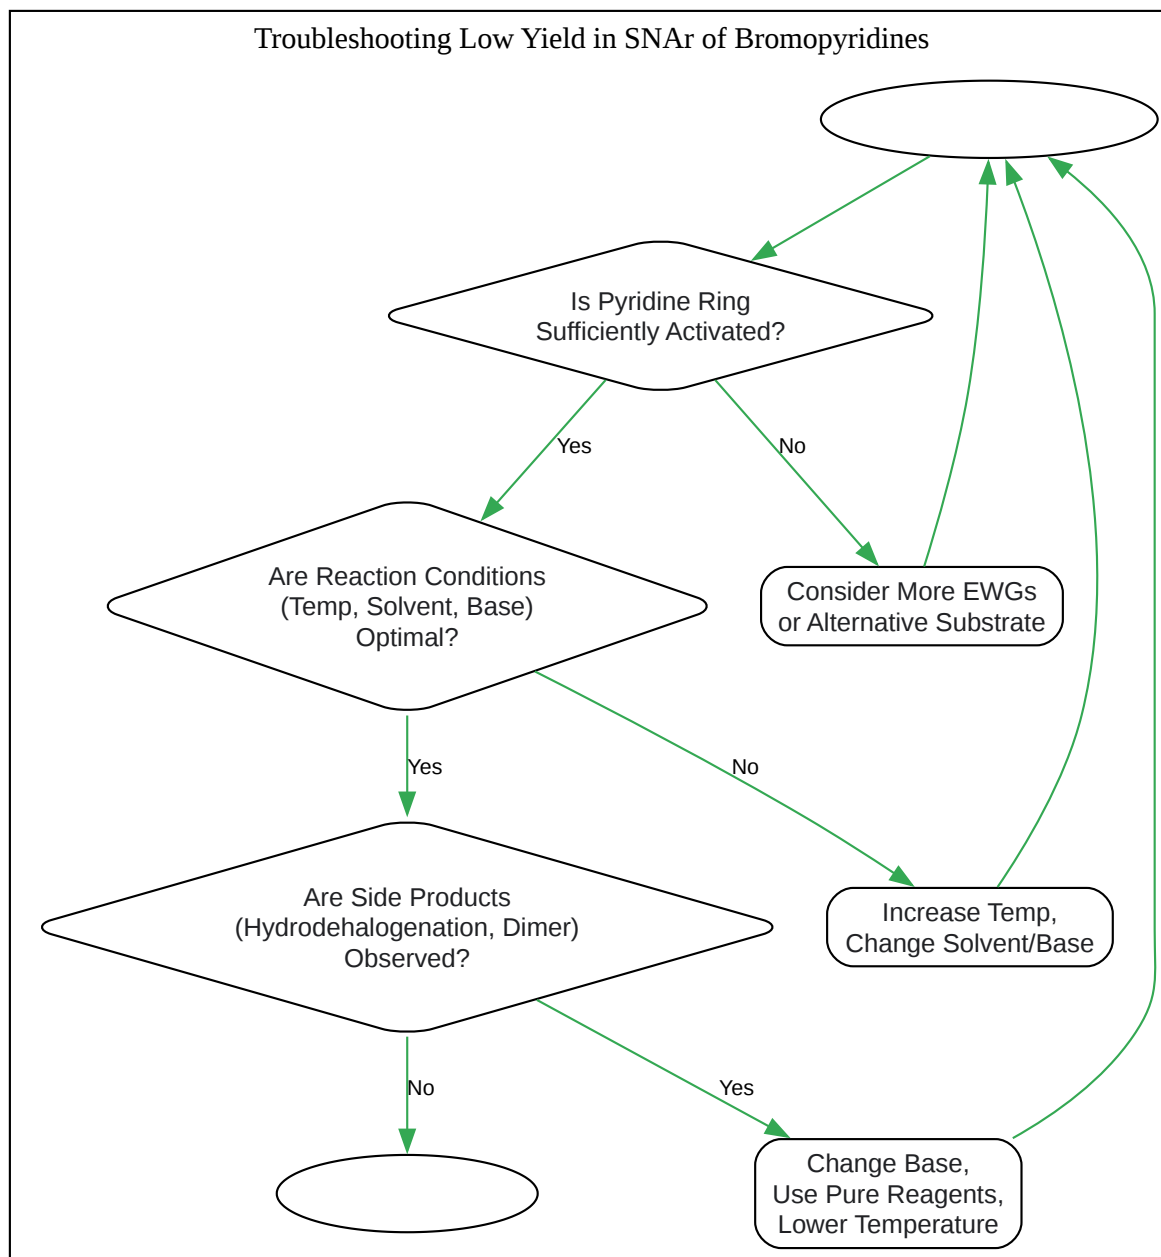 Troubleshooting Low Yield in SNAr of Bromopyridines
Is Pyridine Ring
Sufficiently Activated?
Yes
No
Are Reaction Conditions
(Temp, Solvent, Base)
Optimal?
Consider More EWGs
or Alternative Substrate
Yes
No
Are Side Products
(Hydrodehalogenation, Dimer)
Observed?
Increase Temp,
Change Solvent/Base
No
Yes
Change Base,
Use Pure Reagents,
Lower Temperature